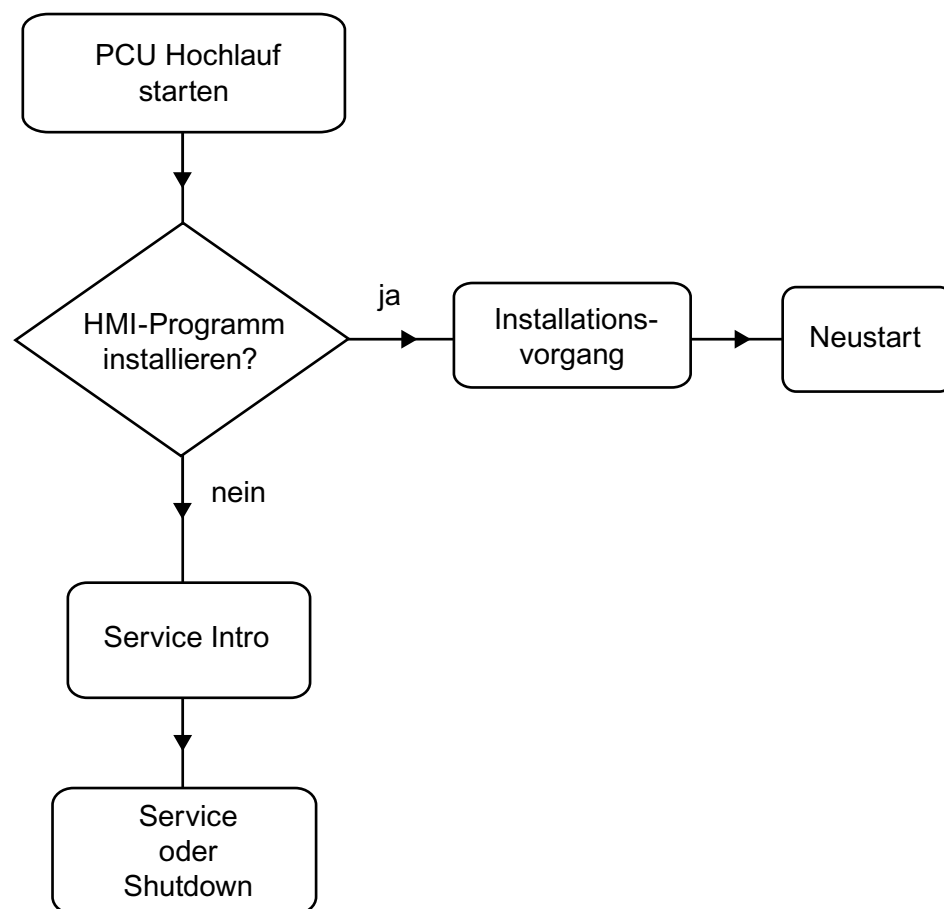 PCU Hochlauf
starten
HMI-Programm
installieren?
ja
Installations-
vorgang
Neustart
nein
Service Intro
Service
oder
Shutdown